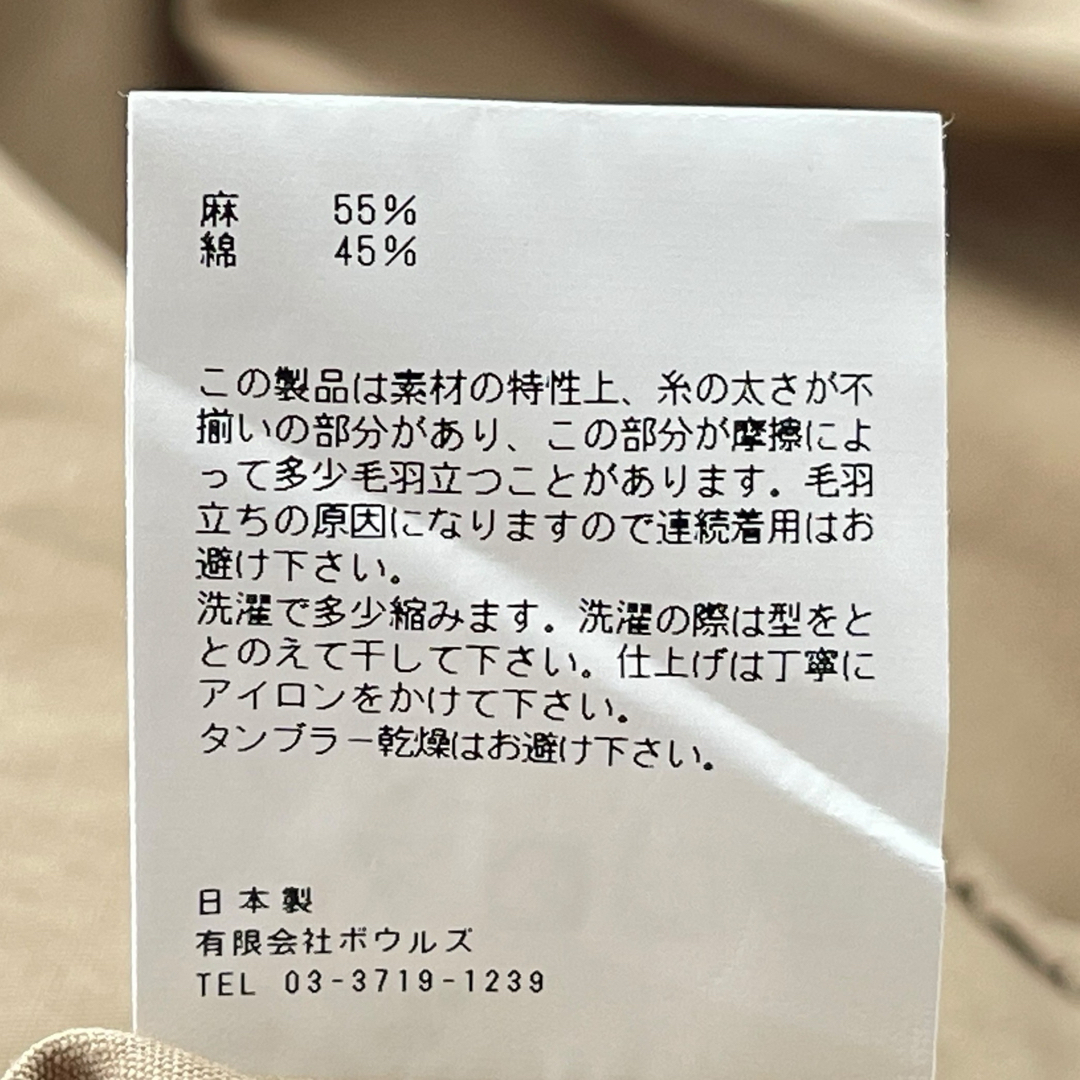 麻 55%
綿 45%
この製品は素材の特性上、糸の太さが不
揃いの部分があり、この部分が摩擦によ
って多少毛羽立つことがあります。毛羽
立ちの原因になりますので連続着用はお
避け下さい。
洗濯で多少縮みます。洗濯の際は型をと
とのえて干して下さい。仕上げは丁寧に
アイロンをかけて下さい。
タンブラー乾燥はお避け下さい。
日本製
有限会社ボウルズ
TEL 03-3719-1239